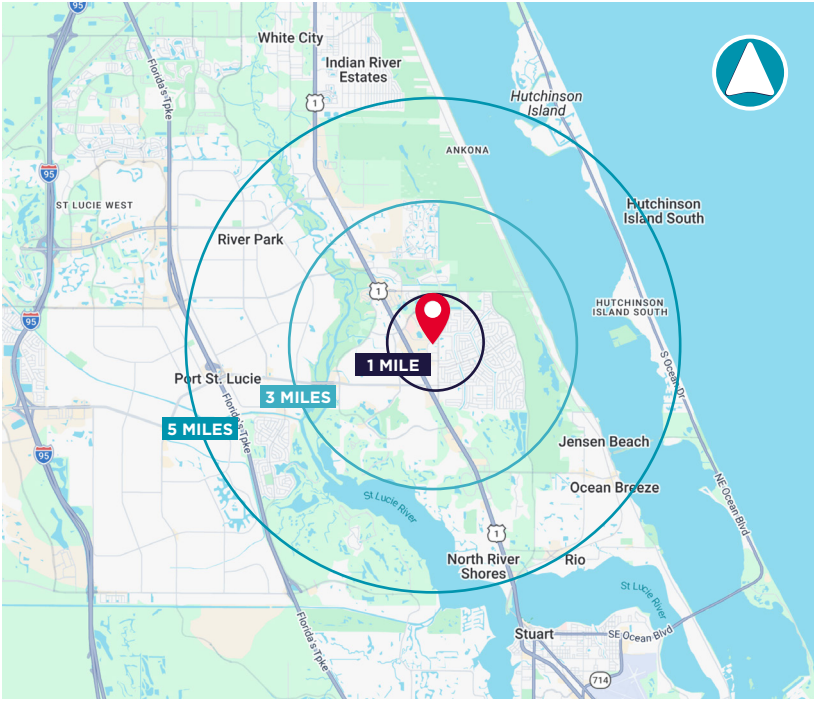 95
White City
Indian River
Estates
Florida's Tpke
1
Hutchinson
Island
ANKONA
95
ST LUCIE WEST
Hutchinson
Island South
River Park
1
HUTCHINSON
ISLAND SOUTH
95
1 MILE
S Ocean Dr
Port St. Lucie
3 MILES
Florida's Tpke
5 MILES
Jensen Beach
95
Ocean Breeze
St Lucie River
NE Ocean Blvd
1
North River
Shores
Rio
St Lucie River
Stuart
SE Ocean Blvd
Florida's Tpke
714